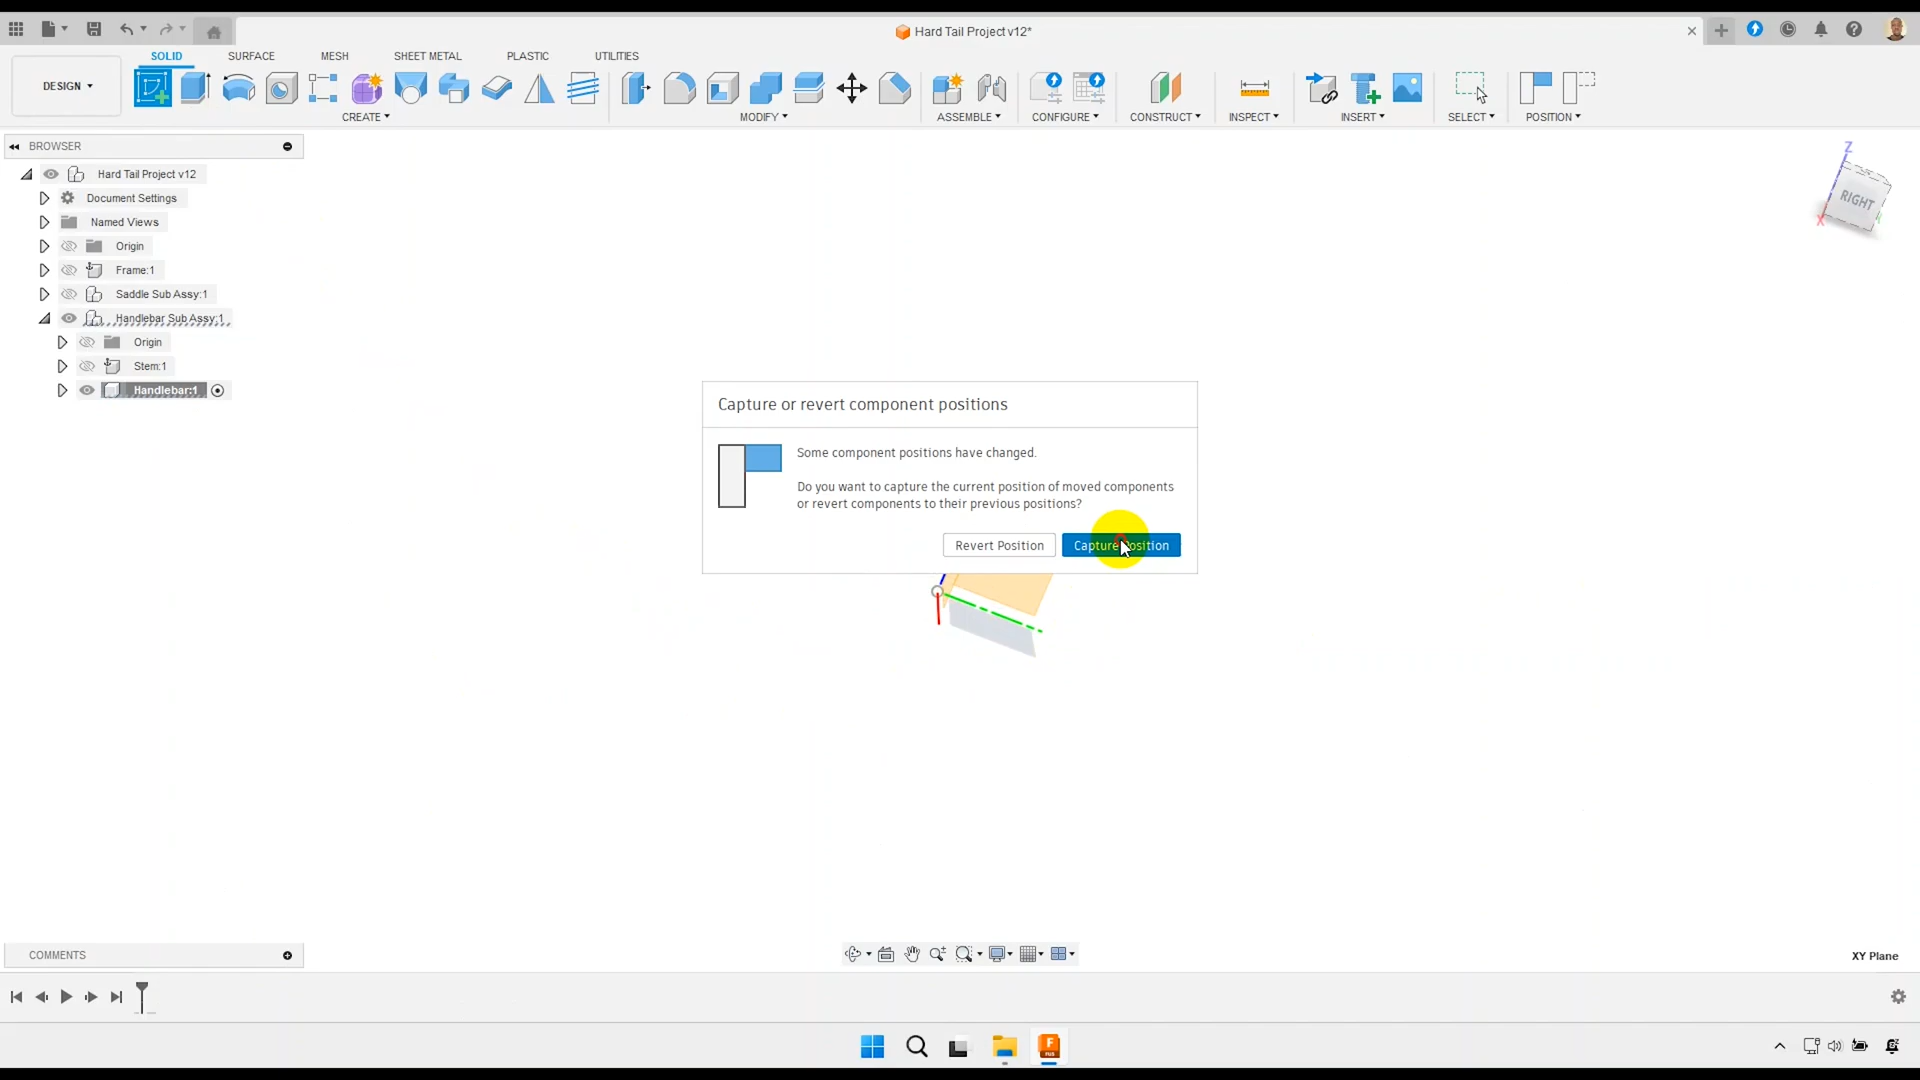 Hard Tail Project v12*
DESIGN
SOLID
SURFACE
MESH
SHEET METAL
PLASTIC
UTILITIES
CREATE
MODIFY
ASSEMBLE
CONFIGURE
CONSTRUCT
INSPECT
INSERT
SELECT
POSITION
BROWSER
Hard Tail Project v12
Document Settings
Named Views
Origin
Frame:1
Saddle Sub Assy:1
Handlebar Sub Assy:1
Origin
Stem:1
Handlebar:1
Z
RIGHT
X
Capture or revert component positions
Some component positions have changed.
Do you want to capture the current position of moved components
or revert components to their previous positions?
Revert Position
Capture Position
COMMENTS
XY Plane